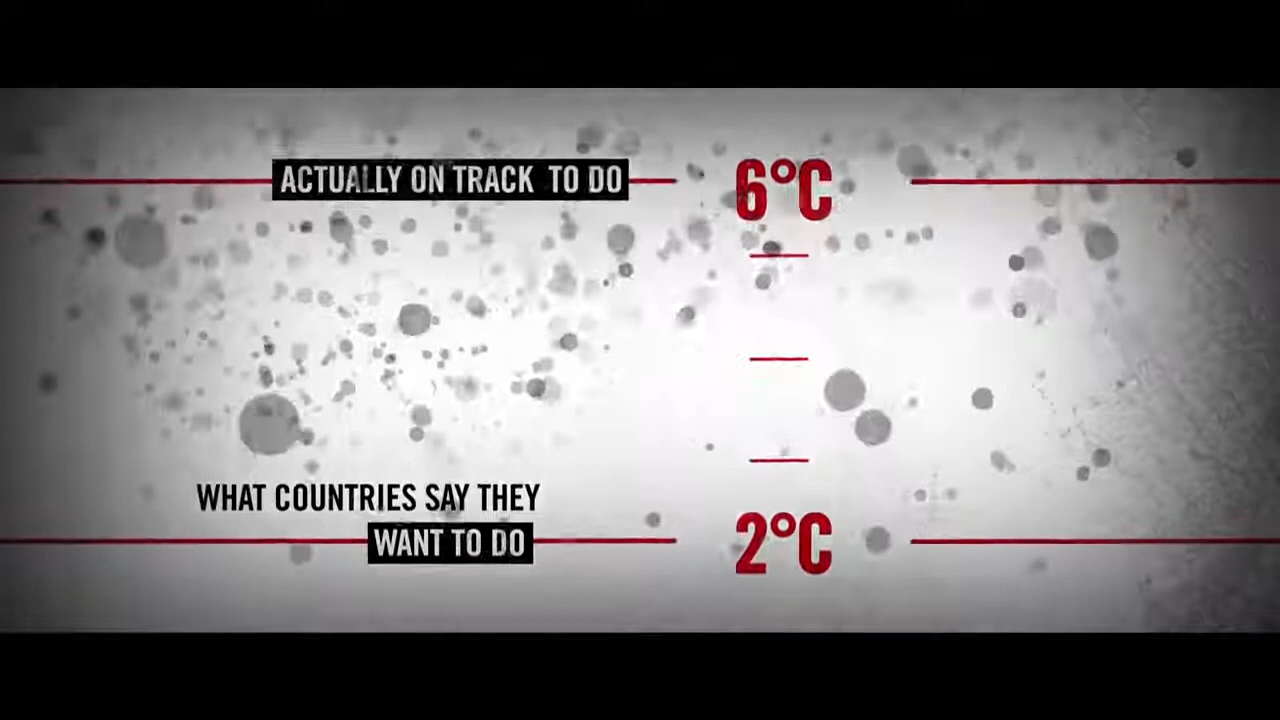 ACTUALLY ON TRACK TO DO
6°C
WHAT COUNTRIES SAY THEY
WANT TO DO
2°C